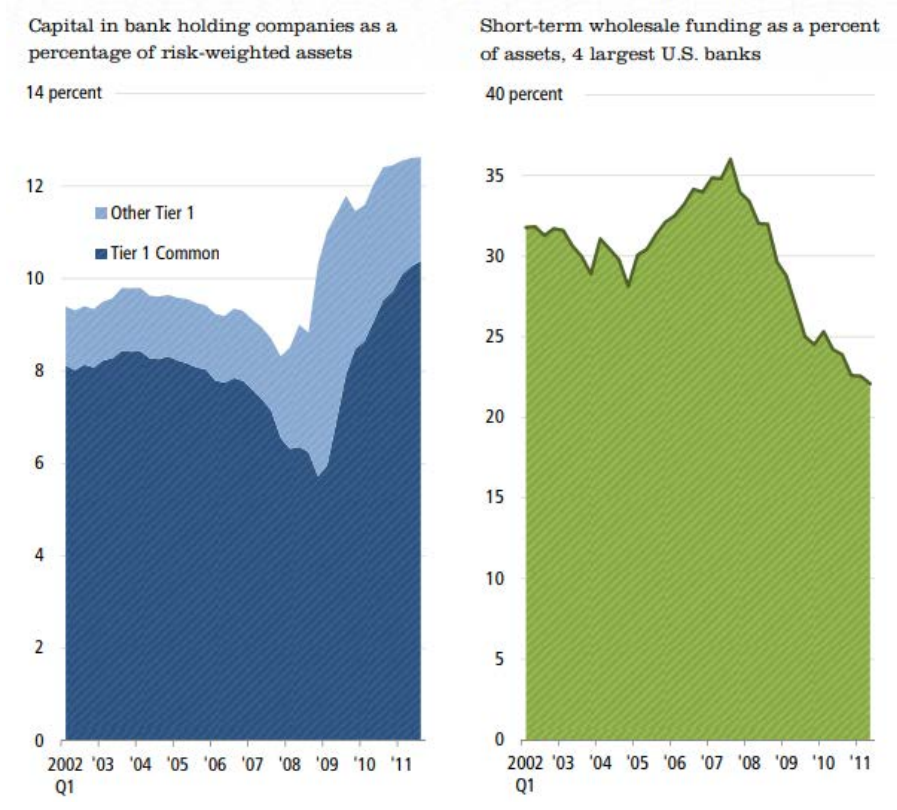 Capital in bank holding companies as a
percentage of risk-weighted assets
14 percent
12
Other Tier 1
Tier 1 Common
10
8
6
4
2
0
2002 '03 '04 '05 '06 '07 '08 '09 '10 '11
Q1
Short-term wholesale funding as a percent
of assets, 4 largest U.S. banks
40 percent
35
30
25
20
15
10
5
0
2002 '03 '04 '05 '06 '07 '08 '09 '10 '11
Q1